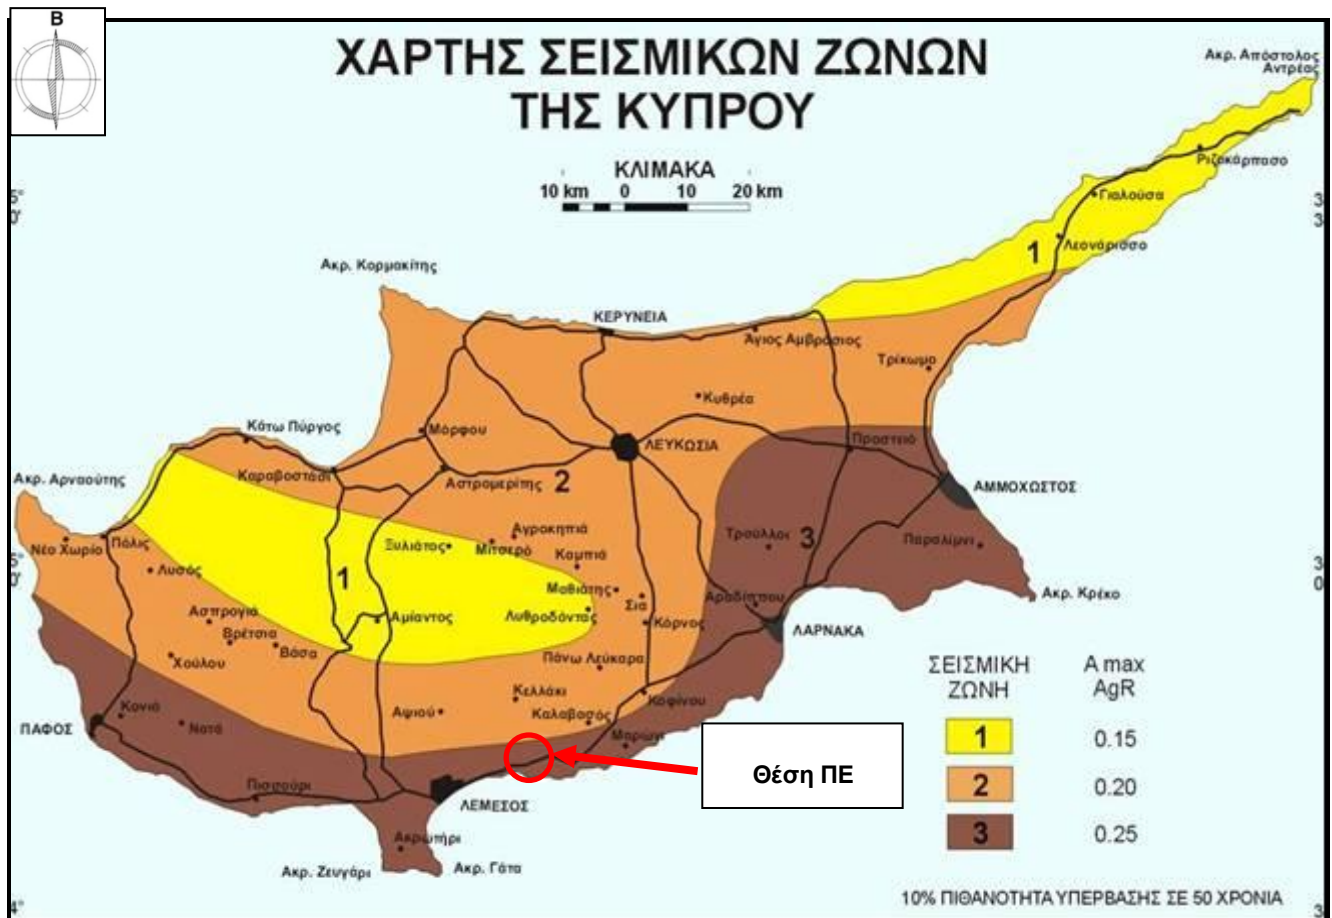 Β
ΧΑΡΤΗΣ ΣΕΙΣΜΙΚΩΝ ΖΩΝΩΝ
ΤΗΣ ΚΥΠΡΟΥ
Ακρ. Απόστολος
Αντρέας
ΚΛΙΜΑΚΑ
10 km 0 10 20 km
Ριζοκάρπασο
Γιαλούσα
Λεονάρισσο
1
Ακρ. Κορμακίτης
ΚΕΡΥΝΕΙΑ
Άγιος Αμβρόσιος
Τρίκωμο
Κυθρέα
Κάτω Πύργος
Μόρφου
ΛΕΥΚΩΣΙΑ
Πραστειό
Ακρ. Αρναούτης
Καραβοστάσι
Αστρομερίτης
2
ΑΜΜΟΧΩΣΤΟΣ
Αγροκηπιά
Μιτσερό
Ξυλιάτος
Καμπιά
Τρούλλοι
3
Παραλίμνι
Νέο Χωριό
Πόλις
Λυσός
1
Μαθιάτης
Σιά
Αραδίππου
Ακρ. Κρέκο
Ασπρογιά
Αμίαντος
Λυθροδόντας
Κόρνος
ΛΑΡΝΑΚΑ
Βρέτσια
Βάσα
Χούλου
Πάνω Λεύκαρα
Κελλάκι
Κοφίνου
Κονιά
Νατά
Αψιού
Καλαβασός
ΠΑΦΟΣ
Μαρώνι
Πισσούρι
ΛΕΜΕΣΟΣ
Ακρωτήρι
Ακρ. Ζευγάρι
Ακρ. Γάτα
Θέση ΠΕ
ΣΕΙΣΜΙΚΗ A max
ΖΩΝΗ AgR
1 0.15
2 0.20
3 0.25
10% ΠΙΘΑΝΟΤΗΤΑ ΥΠΕΡΒΑΣΗΣ ΣΕ 50 ΧΡΟΝΙΑ